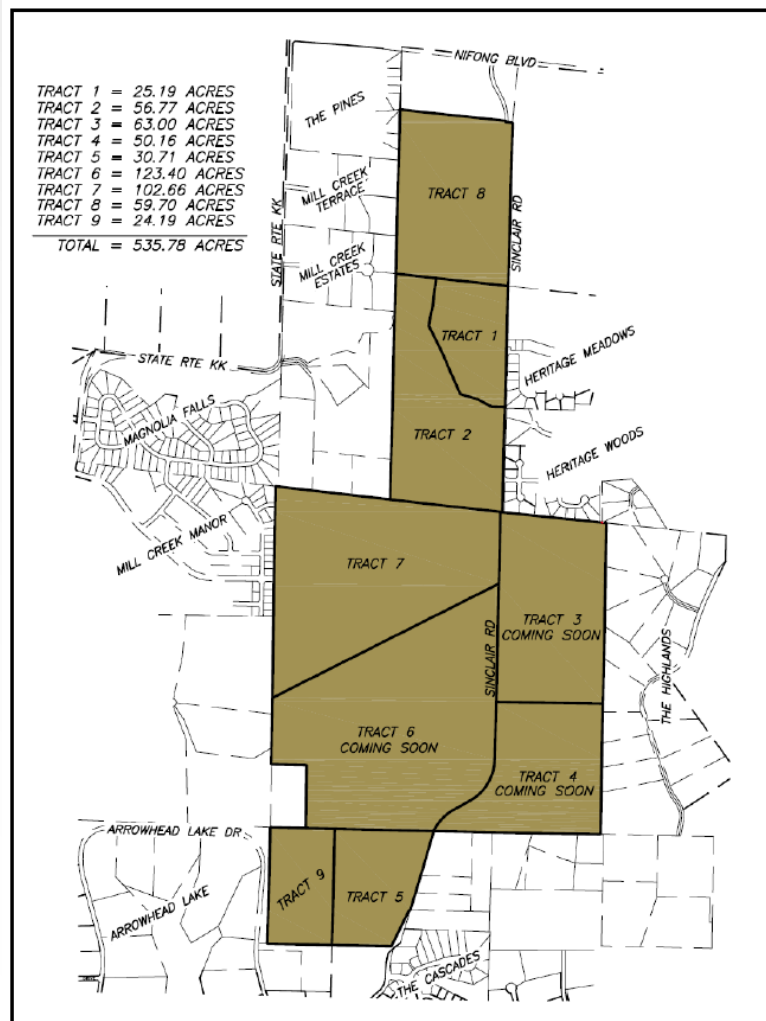 NIFONG BLVD
TRACT 1 = 25.19 ACRES
TRACT 2 = 56.77 ACRES
TRACT 3 = 63.00 ACRES
TRACT 4 = 50.16 ACRES
TRACT 5 = 30.71 ACRES
TRACT 6 = 123.40 ACRES
TRACT 7 = 102.66 ACRES
TRACT 8 = 59.70 ACRES
TRACT 9 = 24.19 ACRES
TOTAL = 535.78 ACRES
THE PINES
MILL CREEK
TERRACE
TRACT 8
SINCLAIR RD
STATE RTE KK
MILL CREEK
ESTATES
TRACT 1
STATE RTE KK
HERITAGE MEADOWS
MAGNOLIA FALLS
TRACT 2
HERITAGE WOODS
MILL CREEK MANOR
TRACT 7
TRACT 3
COMING SOON
SINCLAIR RD
THE HIGHLANDS
TRACT 6
COMING SOON
TRACT 4
COMING SOON
ARROWHEAD LAKE DR
TRACT 9
TRACT 5
ARROWHEAD LAKE
THE CASCADES